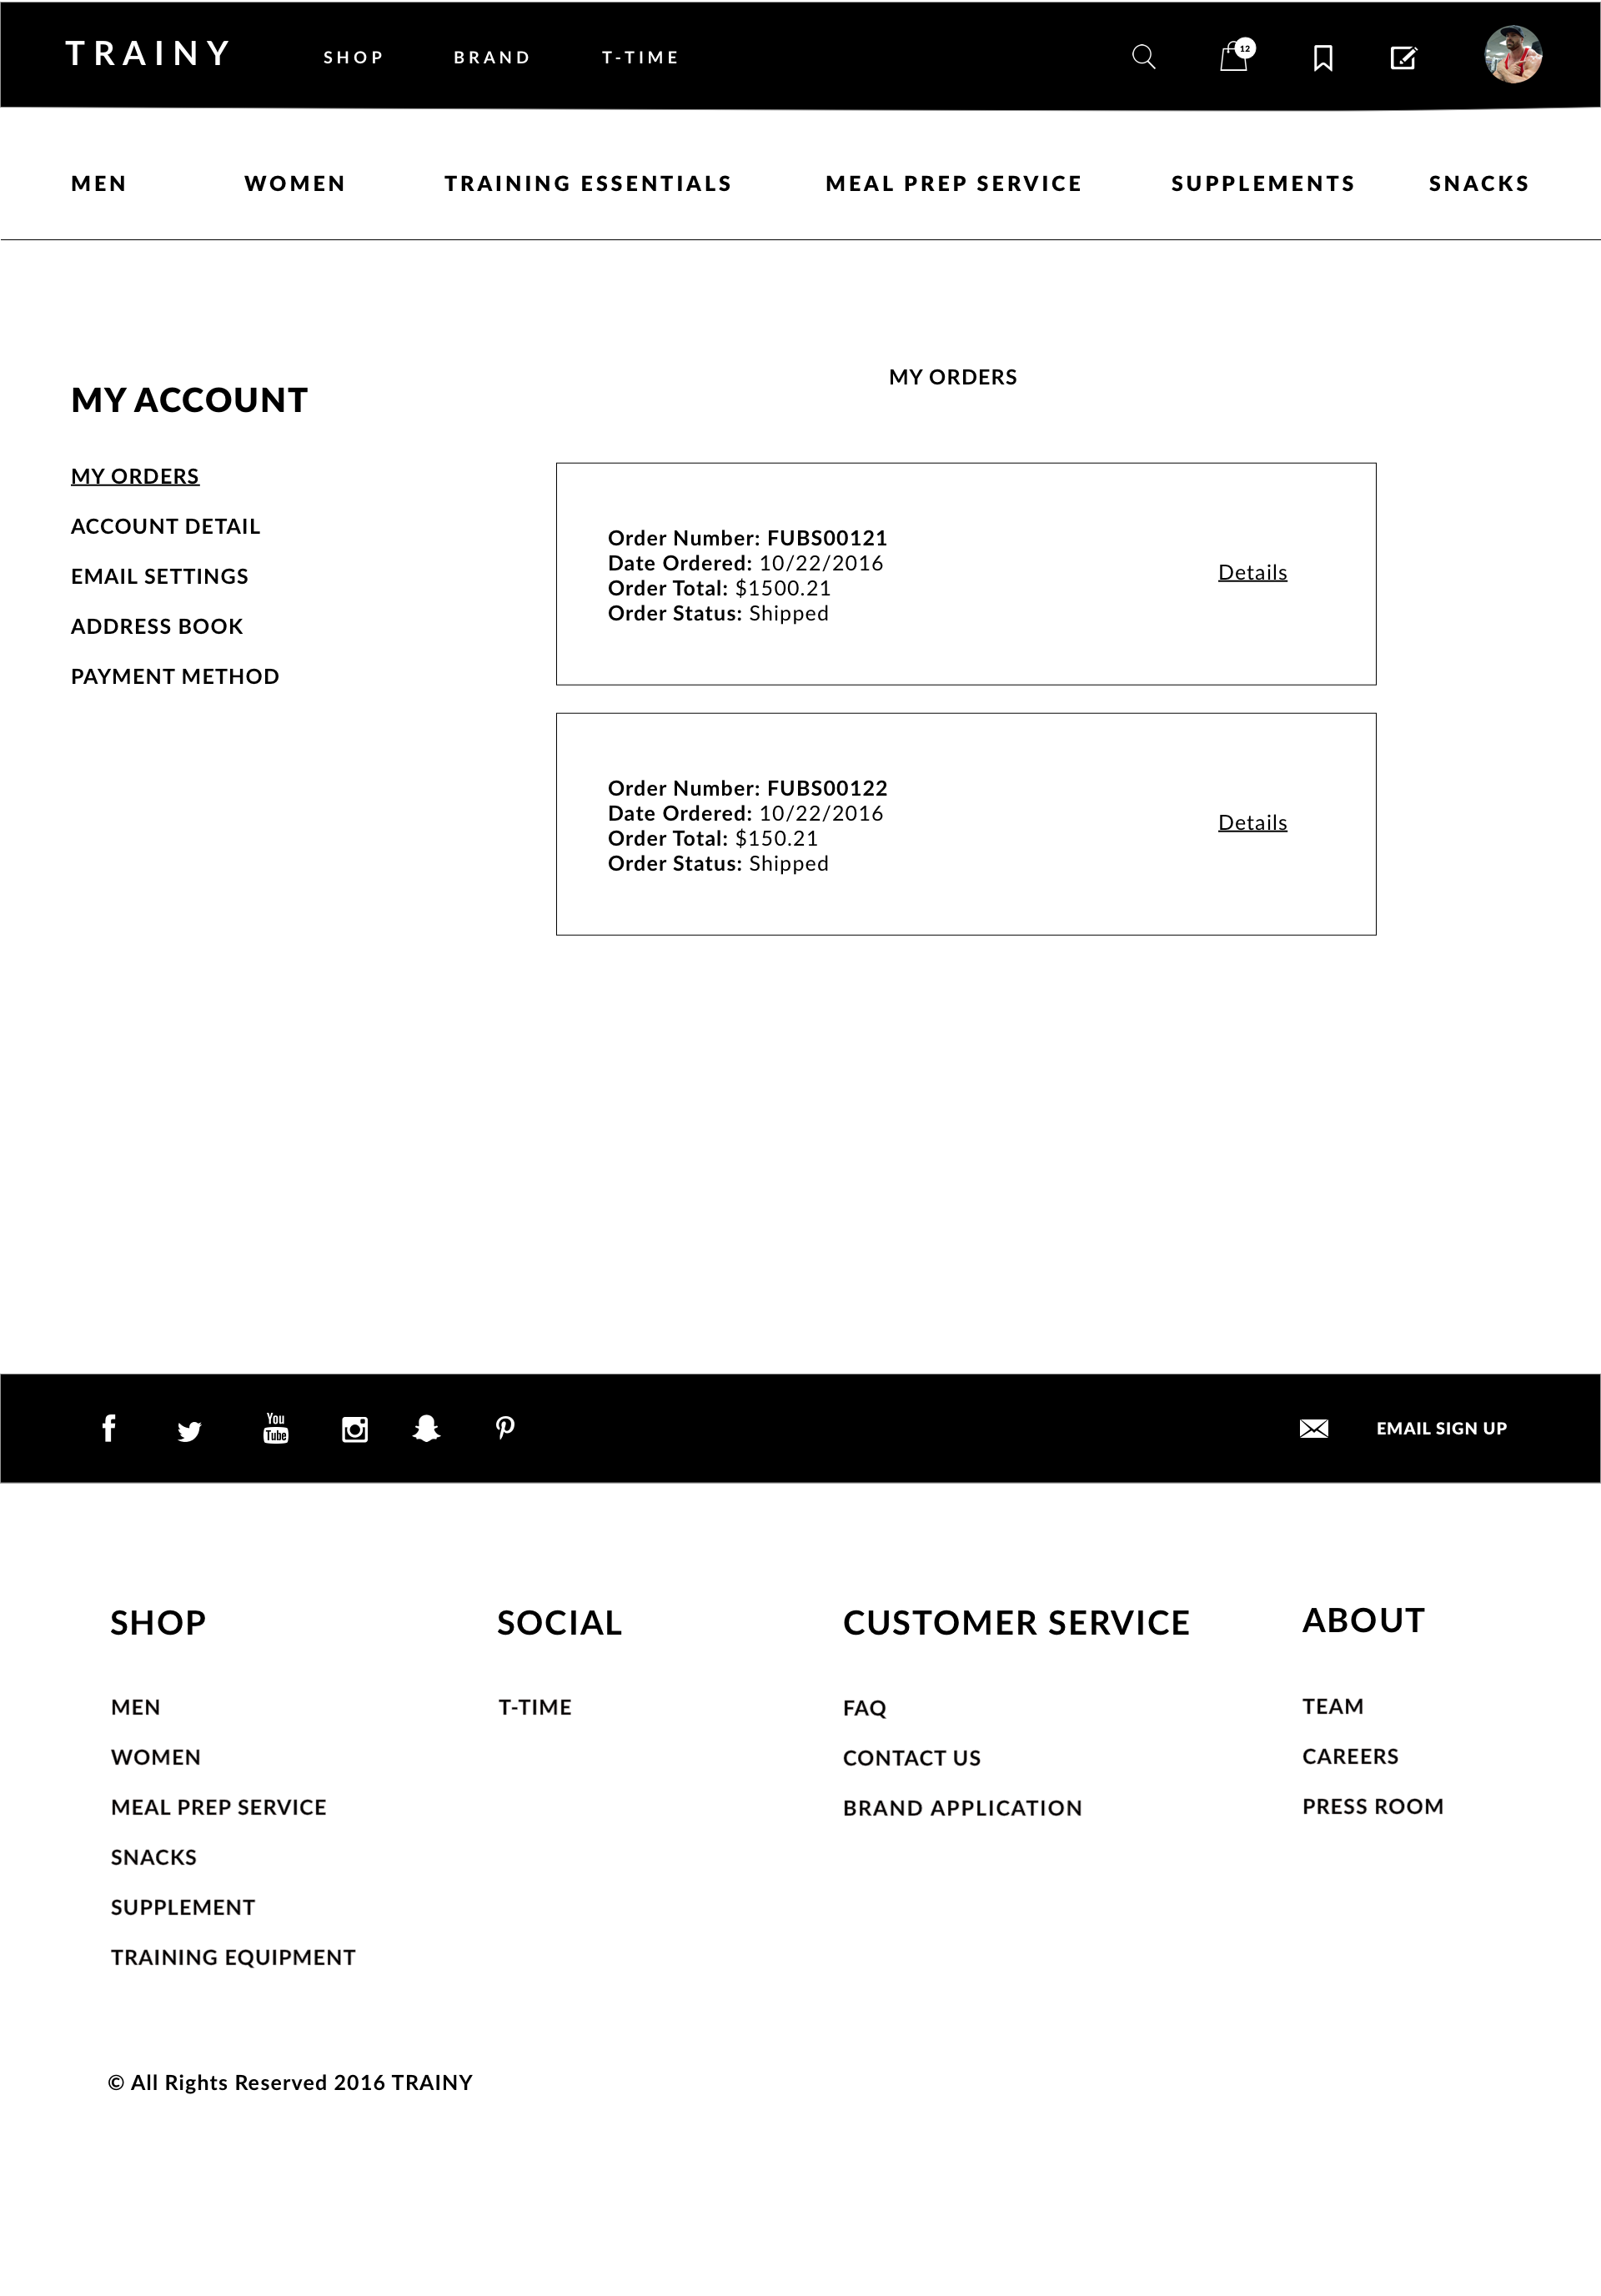 TRAINY
SHOP
BRAND
T-TIME
12
MEN
WOMEN
TRAINING ESSENTIALS
MEAL PREP SERVICE
SUPPLEMENTS
SNACKS
MY ACCOUNT
MY ORDERS
ACCOUNT DETAIL
EMAIL SETTINGS
ADDRESS BOOK
PAYMENT METHOD
MY ORDERS
Order Number: FUBS00121
Date Ordered: 10/22/2016
Order Total: $1500.21
Order Status: Shipped
Details
Order Number: FUBS00122
Date Ordered: 10/22/2016
Order Total: $150.21
Order Status: Shipped
Details
You
Tube
EMAIL SIGN UP
SHOP
MEN
WOMEN
MEAL PREP SERVICE
SNACKS
SUPPLEMENT
TRAINING EQUIPMENT
SOCIAL
T-TIME
CUSTOMER SERVICE
FAQ
CONTACT US
BRAND APPLICATION
ABOUT
TEAM
CAREERS
PRESS ROOM
© All Rights Reserved 2016 TRAINY